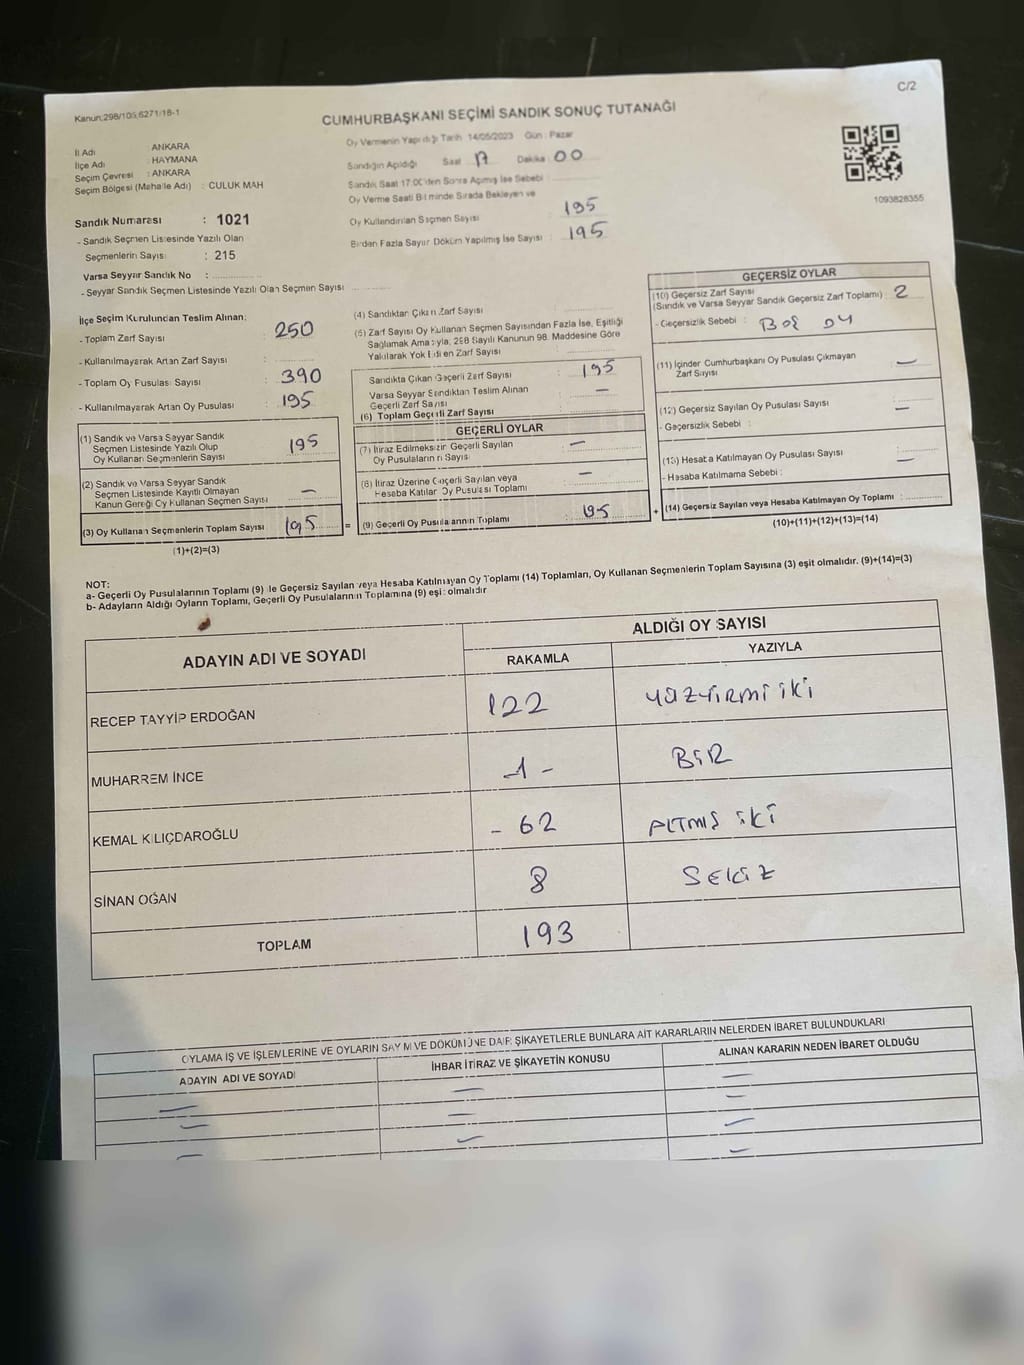 C/2
Kanun:298/105,6271/18-1
CUMHURBAŞKANI SEÇİMİ SANDIK SONUÇ TUTANAĞI
Oy Vermenin Yapıldığı Tarih 14/05/2023 Gün : Pazar
İl Adı : ANKARA
İlçe Adı : HAYMANA
Seçim Çevresi : ANKARA
Seçim Bölgesi (Mahalle Adı) : CULUK MAH
Sandığın Açıldığı Saat 17 Dakika 00
Sandık Saat 17:00'den Sonra Açımış İse Sebebi :
Oy Verme Saati Bitiminde Sırada Bekleyen ve
Oy Kullandırılan Seçmen Sayısı : 195
Birden Fazla Sayım Döküm Yapılmış İse Sayısı : 195
1093828355
Sandık Numarası : 1021
- Sandık Seçmen Listesinde Yazılı Olan
Seçmenlerin Sayısı : 215
Varsa Seyyar Sandık No :
- Seyyar Sandık Seçmen Listesinde Yazılı Olan Seçmen Sayısı
İlçe Seçim Kurulundan Teslim Alınan:
- Toplam Zarf Sayısı : 250
- Kullanılmayarak Artan Zarf Sayısı :
- Toplam Oy Pusulası Sayısı : 390
- Kullanılmayarak Artan Oy Pusulası : 195
(1) Sandık ve Varsa Seyyar Sandık
Seçmen Listesinde Yazılı Olup
Oy Kullanan Seçmenlerin Sayısı : 195
(2) Sandık ve Varsa Seyyar Sandık
Seçmen Listesinde Kayıtlı Olmayan
Kanun Gereği Oy Kullanan Seçmen Sayısı : —
(3) Oy Kullanan Seçmenlerin Toplam Sayısı : 195 =
(1)+(2)=(3)
(4) Sandıktan Çıkan Zarf Sayısı :
(5) Zarf Sayısı Oy Kullanan Seçmen Sayısından Fazla İse, Eşitliği
Sağlamak Amacıyla, 298 Sayılı Kanunun 98. Maddesine Göre
Yakılarak Yok Edilen Zarf Sayısı :
Sandıkta Çıkan Geçerli Zarf Sayısı : 195
Varsa Seyyar Sandıktan Teslim Alınan
Geçerli Zarf Sayısı : —
(6) Toplam Geçerli Zarf Sayısı :
GEÇERLİ OYLAR
(7) İtiraz Edilmeksizin Geçerli Sayılan
Oy Pusulalarının Sayısı : —
(8) İtiraz Üzerine Geçerli Sayılan veya
Hesaba Katılan Oy Pusulası Toplamı : —
(9) Geçerli Oy Pusulalarının Toplamı : 195 +
GEÇERSİZ OYLAR
(10) Geçersiz Zarf Sayısı
(Sandık ve Varsa Seyyar Sandık Geçersiz Zarf Toplamı) : 2
- Geçersizlik Sebebi : BOŞ OY
(11) İçinden Cumhurbaşkanı Oy Pusulası Çıkmayan
Zarf Sayısı : —
(12) Geçersiz Sayılan Oy Pusulası Sayısı : —
- Geçersizlik Sebebi :
(13) Hesaba Katılmayan Oy Pusulası Sayısı : —
- Hesaba Katılmama Sebebi :
(14) Geçersiz Sayılan veya Hesaba Katılmayan Oy Toplamı :
(10)+(11)+(12)+(13)=(14)
NOT:
a- Geçerli Oy Pusulalarının Toplamı (9) ile Geçersiz Sayılan veya Hesaba Katılmayan Oy Toplamı (14) Toplamları, Oy Kullanan Seçmenlerin Toplam Sayısına (3) eşit olmalıdır. (9)+(14)=(3)
b- Adayların Aldığı Oyların Toplamı, Geçerli Oy Pusulalarının Toplamına (9) eşit olmalıdır
ADAYIN ADI VE SOYADI
ALDIĞI OY SAYISI
RAKAMLA YAZIYLA
RECEP TAYYİP ERDOĞAN 122 YÜZYİRMİ İKİ
MUHARREM İNCE -1- BİR
KEMAL KILIÇDAROĞLU - 62 ALTMIŞ İKİ
SİNAN OĞAN 8 SEKİZ
TOPLAM 193
OYLAMA İŞ VE İŞLEMLERİNE VE OYLARIN SAYIM VE DÖKÜMÜNE DAİR ŞİKAYETLERLE BUNLARA AİT KARARLARIN NELERDEN İBARET BULUNDUKLARI
ADAYIN ADI VE SOYADI İHBAR İTİRAZ VE ŞİKAYETİN KONUSU ALINAN KARARIN NEDEN İBARET OLDUĞU